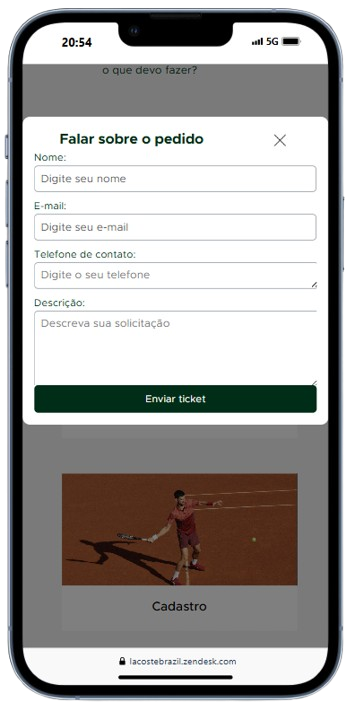 20:54
5G
o que devo fazer?
Falar sobre o pedido
Nome:
Digite seu nome
E-mail:
Digite seu e-mail
Telefone de contato:
Digite o seu telefone
Descrição:
Descreva sua solicitação
Enviar ticket
Cadastro
lacostebrazil.zendesk.com